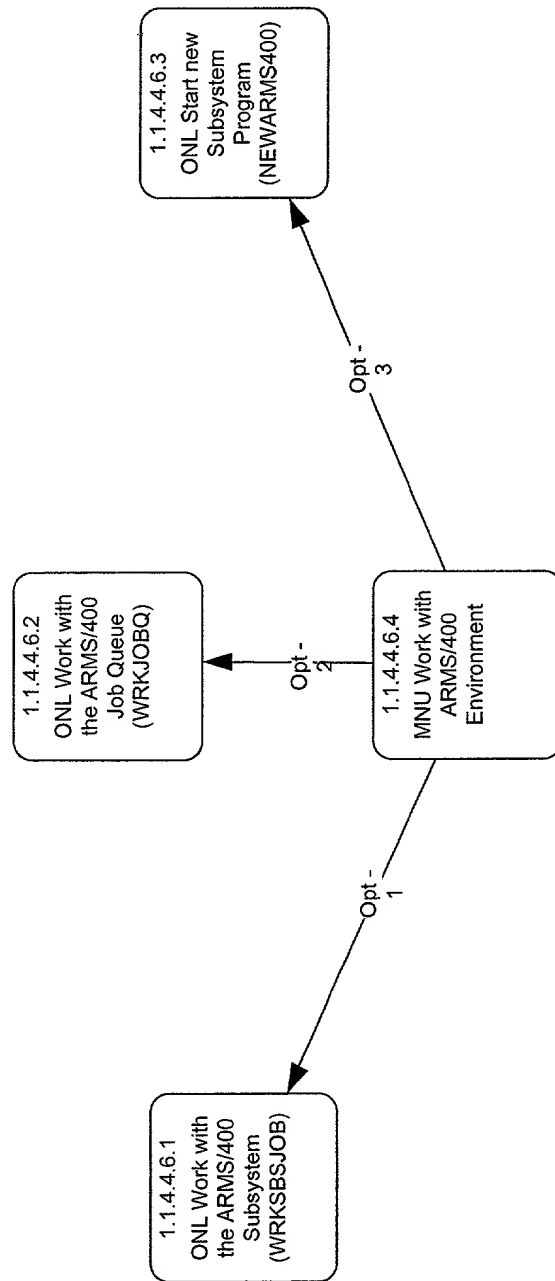 1.1.4.4.6.1
ONL Work with
the ARMS/400
Subsystem
(WRKSBSJOB)
1.1.4.4.6.2
ONL Work with
the ARMS/400
Job Queue
(WRKJOBQ)
1.1.4.4.6.3
ONL Start new
Subsystem
Program
(NEWARMS400)
Opt -
1
Opt -
2
Opt -
3
1.1.4.4.6.4
MNU Work with
ARMS/400
Environment